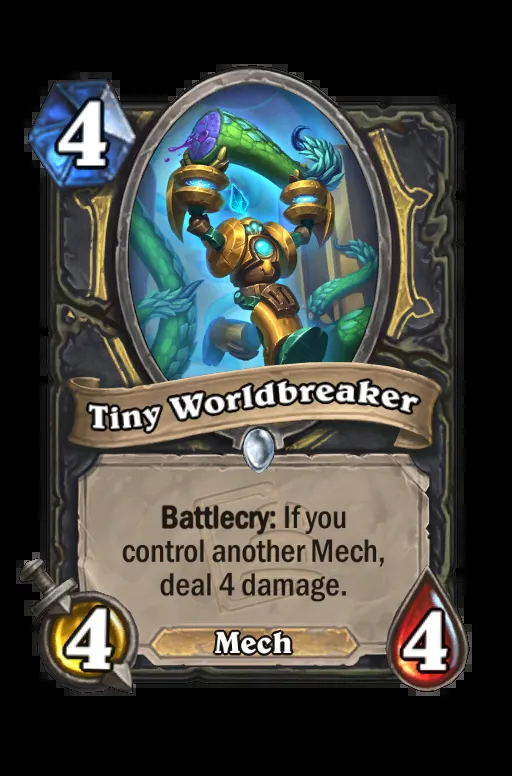 4
Tiny Worldbreaker
Battlecry: If you
control another Mech,
deal 4 damage.
4
Mech
4